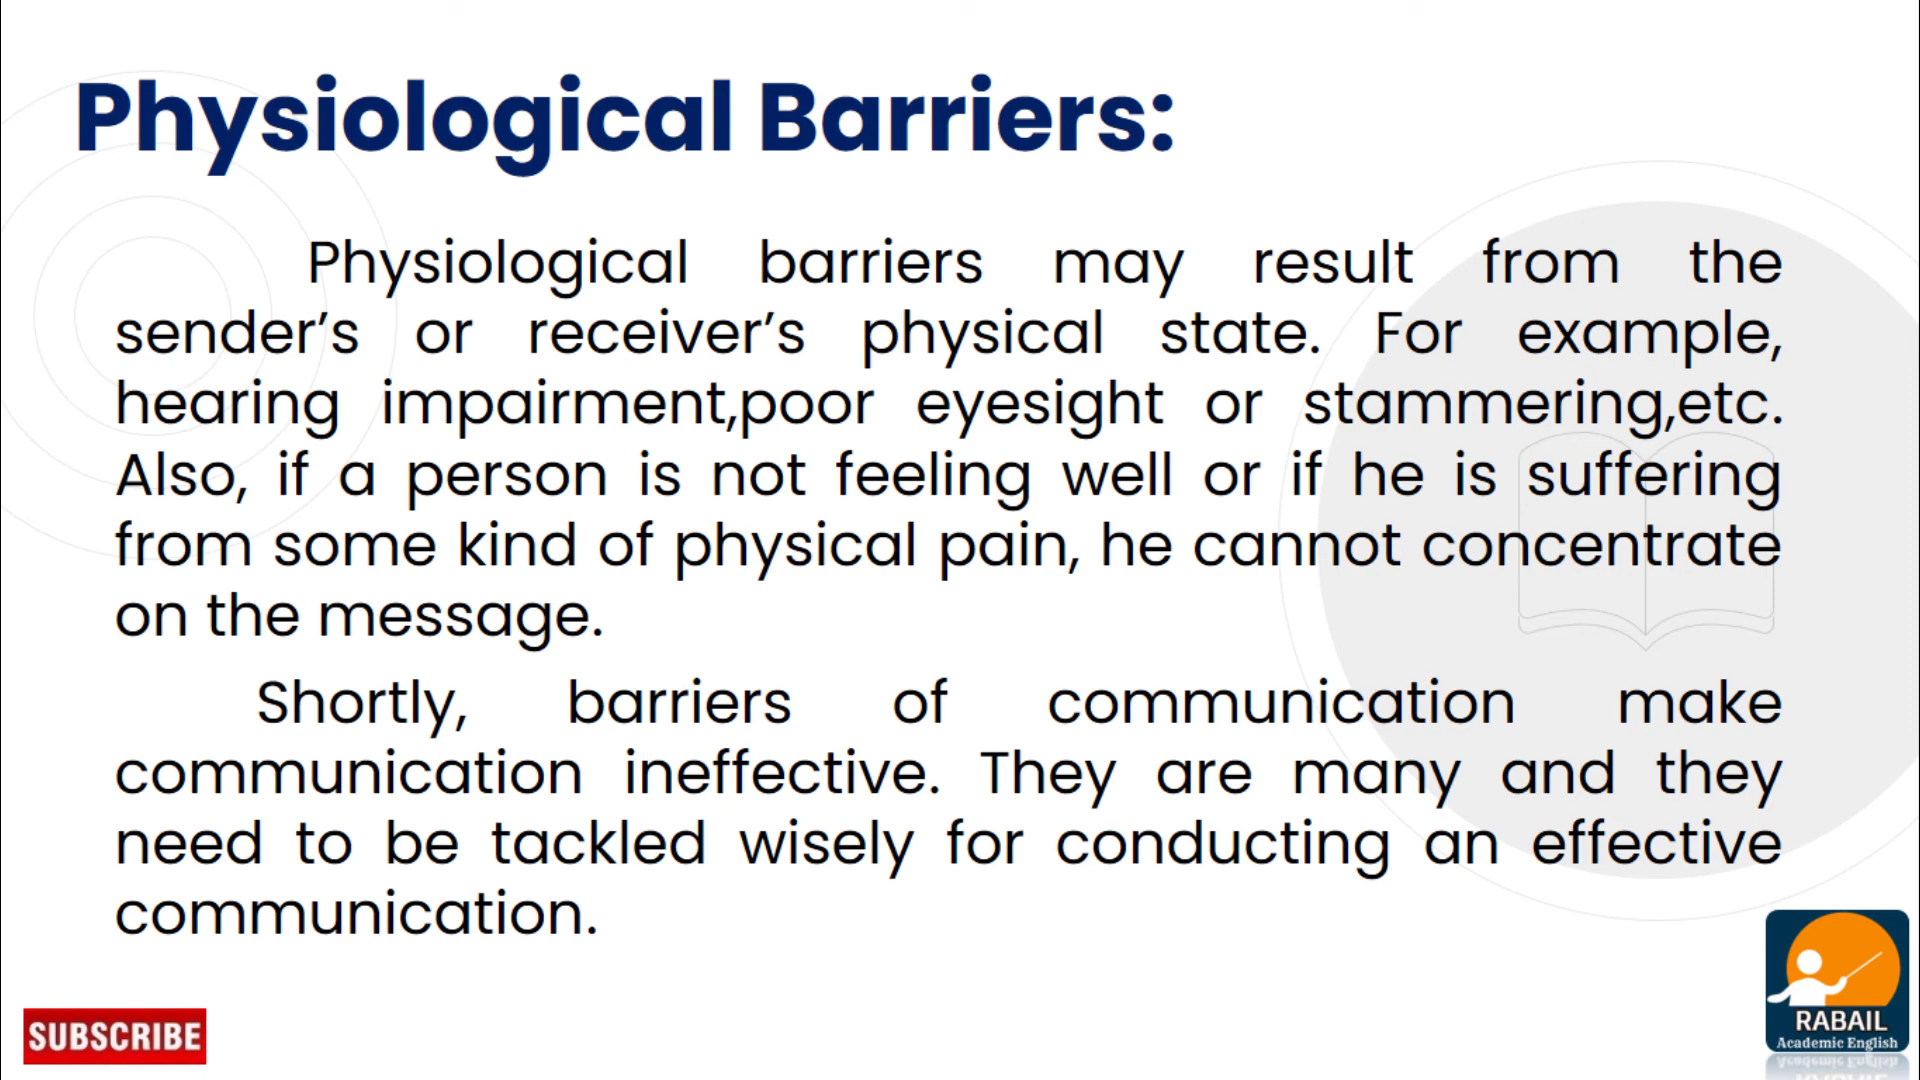 Physiological Barriers:
Physiological barriers may result from the
sender’s or receiver’s physical state. For example,
hearing impairment,poor eyesight or stammering,etc.
Also, if a person is not feeling well or if he is suffering
from some kind of physical pain, he cannot concentrate
on the message.
Shortly, barriers of communication make
communication ineffective. They are many and they
need to be tackled wisely for conducting an effective
communication.
SUBSCRIBE
RABAIL
Academic English